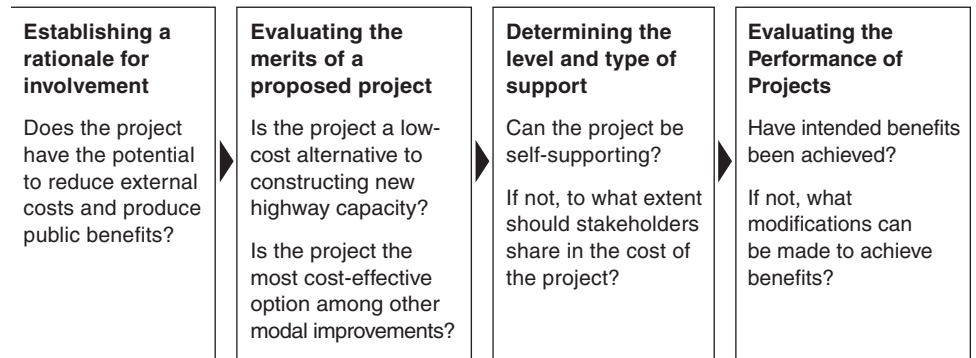 Establishing a
rationale for
involvement
Does the project
have the potential
to reduce external
costs and produce
public benefits?
Evaluating the
merits of a
proposed project
Is the project a low-
cost alternative to
constructing new
highway capacity?
Is the project the
most cost-effective
option among other
modal improvements?
Determining the
level and type of
support
Can the project be
self-supporting?
If not, to what extent
should stakeholders
share in the cost of
the project?
Evaluating the
Performance of
Projects
Have intended benefits
been achieved?
If not, what
modifications can
be made to achieve
benefits?